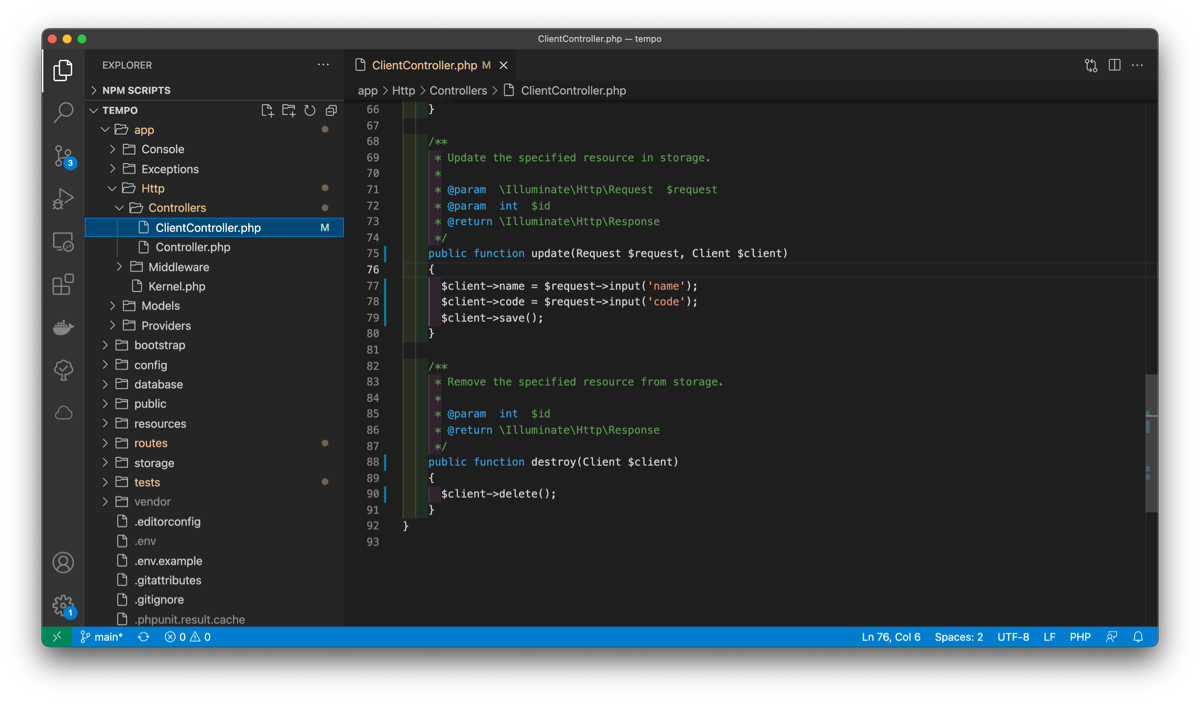 ClientController.php — tempo
EXPLORER
NPM SCRIPTS
TEMPO
app
Console
Exceptions
Http
Controllers
ClientController.php M
Controller.php
Middleware
Kernel.php
Models
Providers
bootstrap
config
database
public
resources
routes
storage
tests
vendor
.editorconfig
.env
.env.example
.gitattributes
.gitignore
.phpunit.result.cache
3
1
ClientController.php M
app > Http > Controllers > ClientController.php
66 }
67
68 /**
69 * Update the specified resource in storage.
70 *
71 * @param  \Illuminate\Http\Request  $request
72 * @param  int  $id
73 * @return \Illuminate\Http\Response
74 */
75 public function update(Request $request, Client $client)
76 {
77 $client->name = $request->input('name');
78 $client->code = $request->input('code');
79 $client->save();
80 }
81
82 /**
83 * Remove the specified resource from storage.
84 *
85 * @param  int  $id
86 * @return \Illuminate\Http\Response
87 */
88 public function destroy(Client $client)
89 {
90 $client->delete();
91 }
92 }
93
main* 0 0 Ln 76, Col 6 Spaces: 2 UTF-8 LF PHP